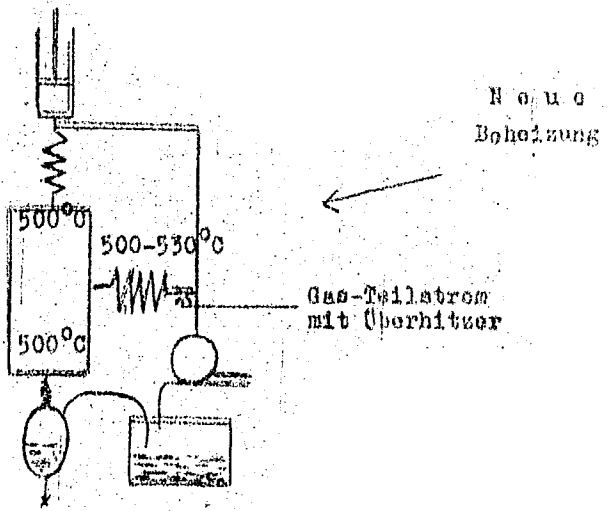 Neue
Beheizung
500°C
500-530°C
Gas-Teilstrom
mit Überhitzer
500°C